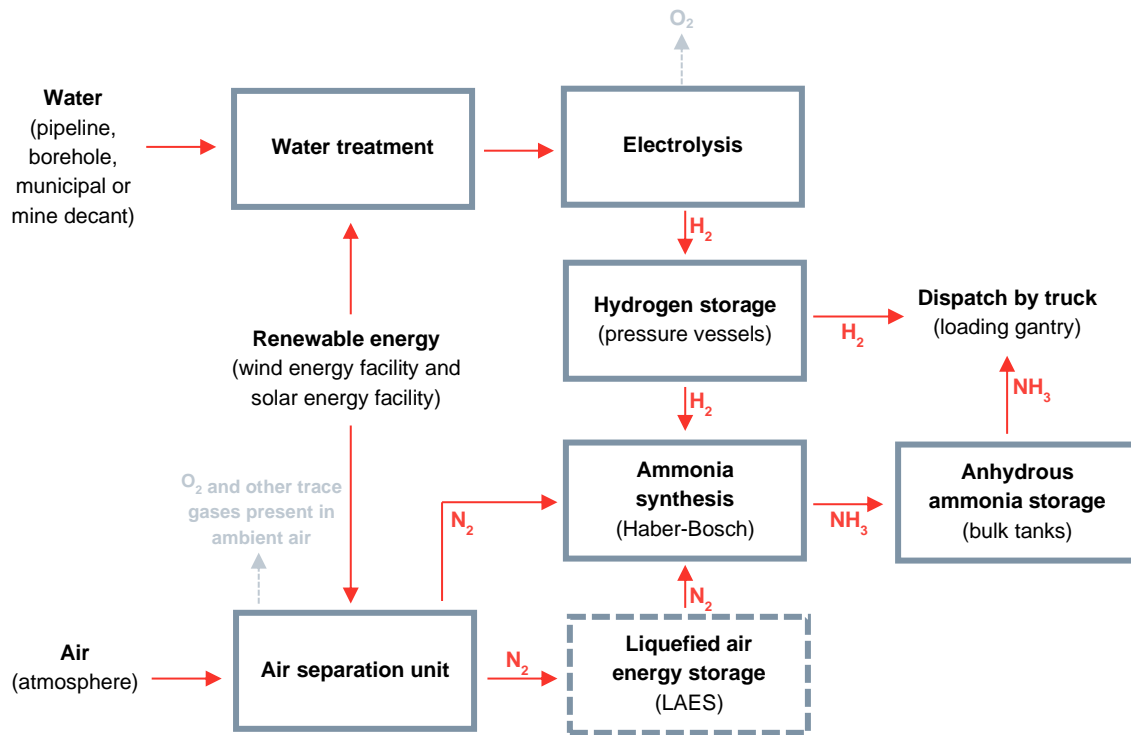 O₂
Water
(pipeline,
borehole,
municipal or
mine decant)
Water treatment
Electrolysis
H₂
Hydrogen storage
(pressure vessels)
H₂
Dispatch by truck
(loading gantry)
Renewable energy
(wind energy facility and
solar energy facility)
H₂
NH₃
O₂ and other trace
gases present in
ambient air
N₂
Ammonia
synthesis
(Haber-Bosch)
NH₃
Anhydrous
ammonia storage
(bulk tanks)
N₂
Air
(atmosphere)
Air separation unit
N₂
Liquefied air
energy storage
(LAES)